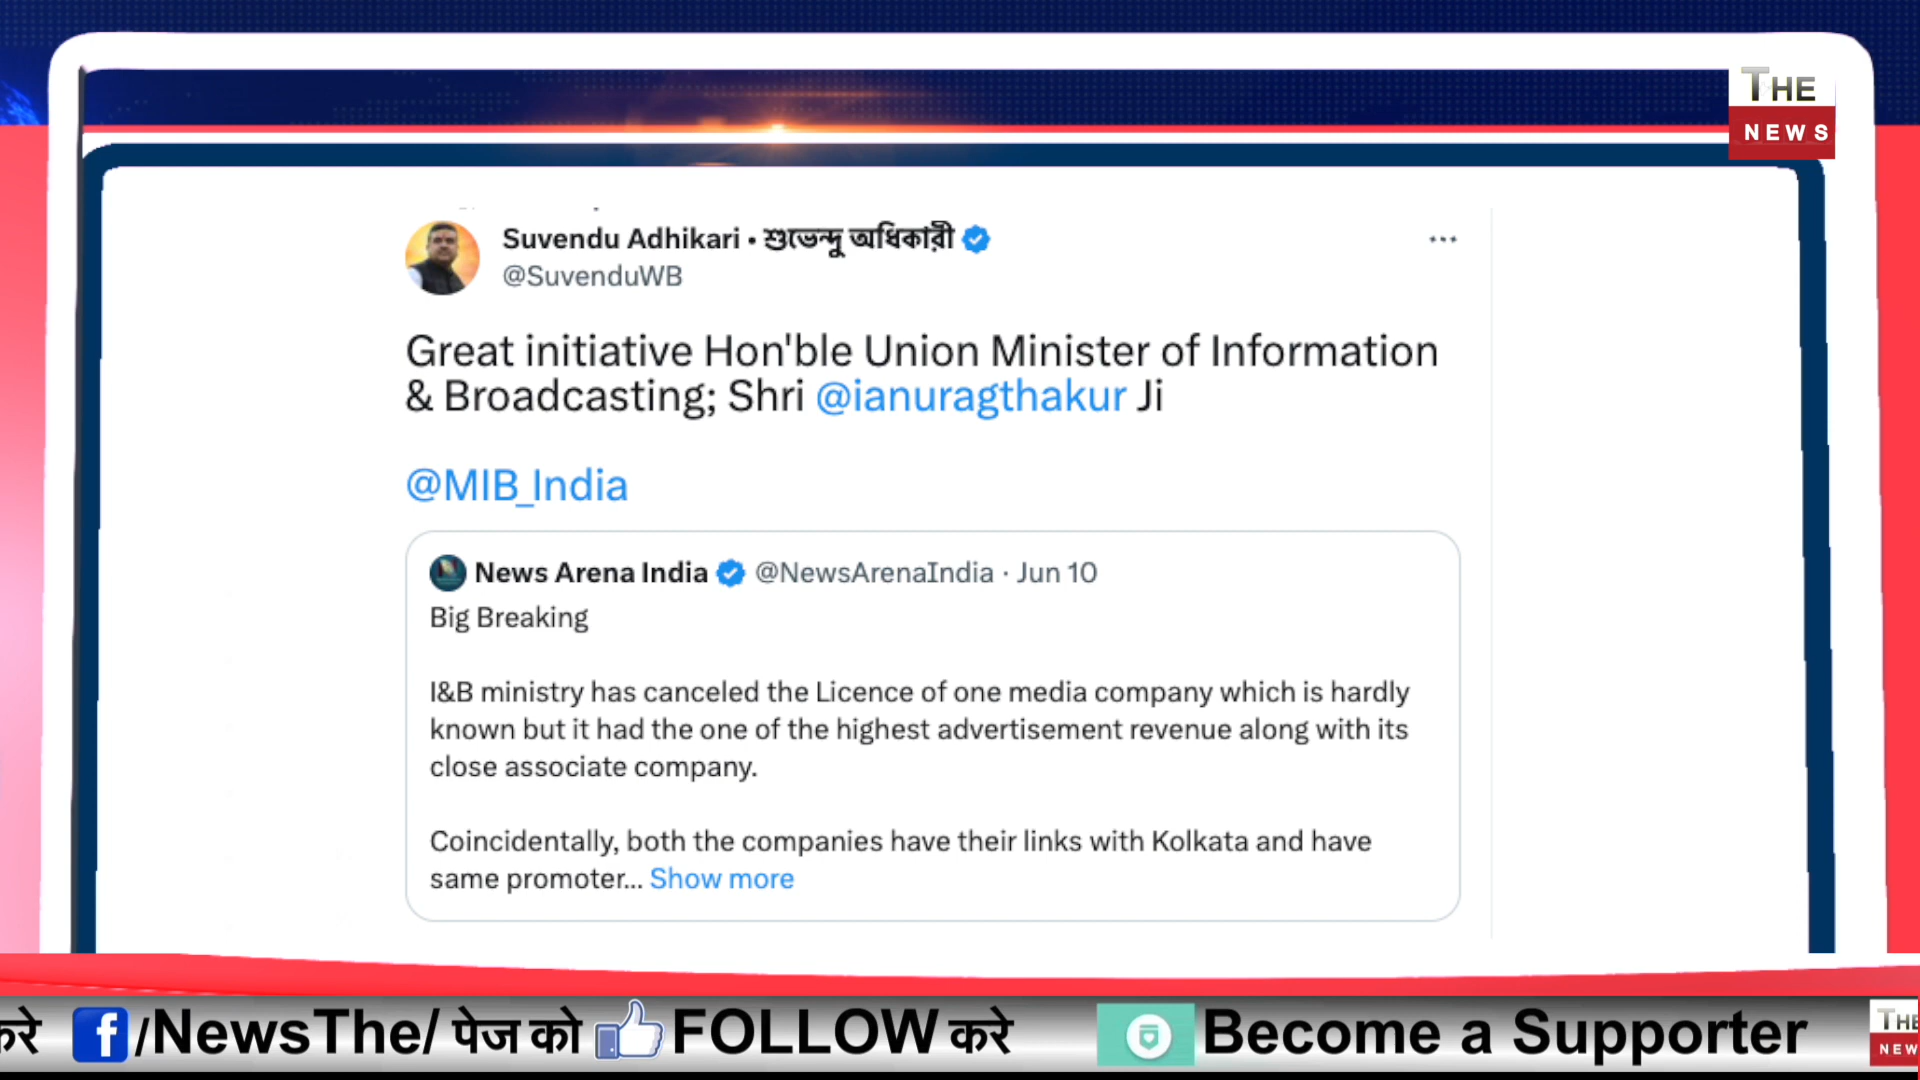 THE
NEWS
Suvendu Adhikari • শুভেন্দু অধিকারী
@SuvenduWB
Great initiative Hon'ble Union Minister of Information
& Broadcasting; Shri @ianuragthakur Ji
@MIB_India
News Arena India @NewsArenaIndia · Jun 10
Big Breaking
I&B ministry has canceled the Licence of one media company which is hardly
known but it had the one of the highest advertisement revenue along with its
close associate company.
Coincidentally, both the companies have their links with Kolkata and have
same promoter... Show more
करे f/NewsThe/ पेज को FOLLOW करे Become a Supporter
THE
NEW